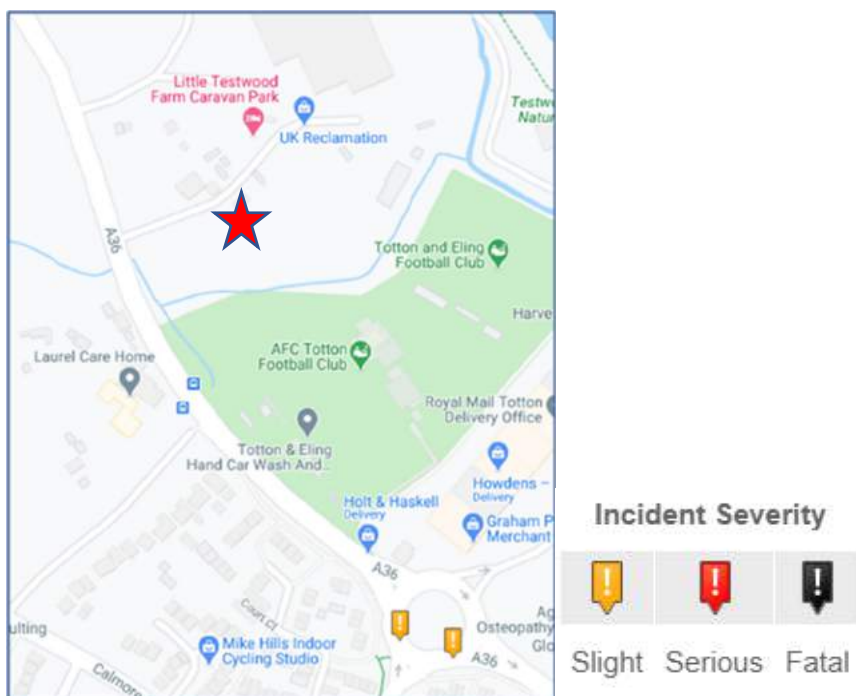 Little Testwood
Farm Caravan Park
UK Reclamation
Testw
Natur
A36
Totton and Eling
Football Club
Harve
Laurel Care Home
AFC Totton
Football Club
Royal Mail Totton
Delivery Office
Totton & Eling
Hand Car Wash And...
Howdens –
Delivery
Holt & Haskell
Delivery
Graham P
Merchant
A36
Court Cl
Ag
Osteopathy
Glo
ulting
Mike Hills Indoor
Cycling Studio
A36
Calmore
Incident Severity
Slight Serious Fatal